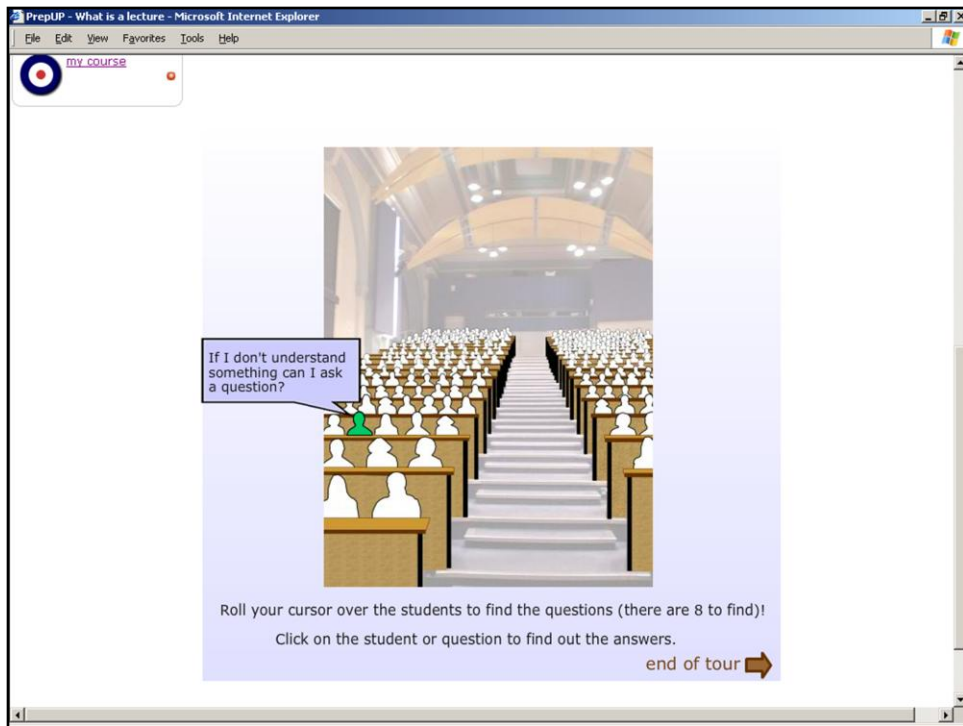 PrepUP - What is a lecture - Microsoft Internet Explorer
File Edit View Favorites Tools Help
my course
If I don't understand
something can I ask
a question?
Roll your cursor over the students to find the questions (there are 8 to find)!
Click on the student or question to find out the answers.
end of tour